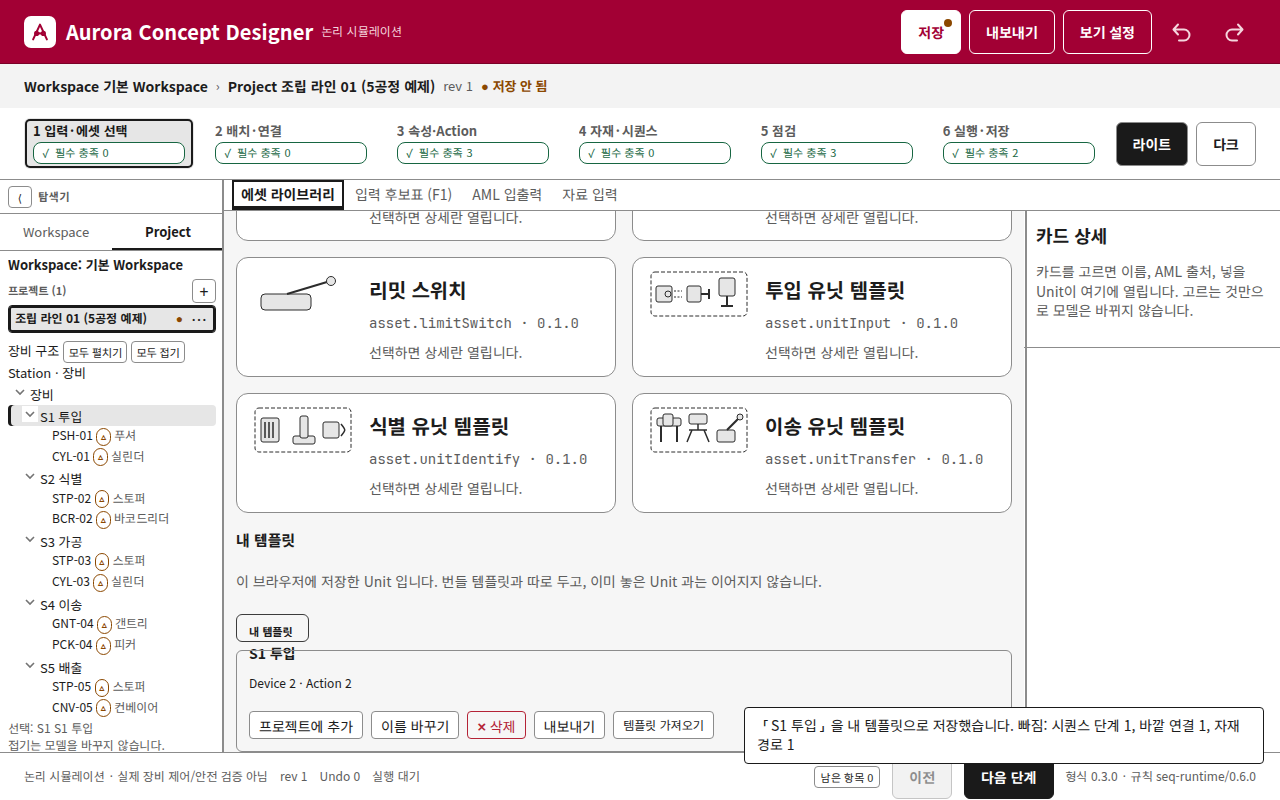 Aurora Concept Designer 논리 시뮬레이션
저장 내보내기 보기 설정
Workspace 기본 Workspace › Project 조립 라인 01 (5공정 예제) rev 1 ● 저장 안 됨
1 입력·에셋 선택
✓ 필수 충족 0
2 배치·연결
✓ 필수 충족 0
3 속성·Action
✓ 필수 충족 3
4 자재·시퀀스
✓ 필수 충족 0
5 점검
✓ 필수 충족 3
6 실행·저장
✓ 필수 충족 2
라이트 다크
⟨ 탐색기
Workspace Project
Workspace: 기본 Workspace
프로젝트 (1) +
조립 라인 01 (5공정 예제) ● ···
장비 구조 모두 펼치기 모두 접기
Station · 장비
장비
S1 투입
PSH-01 푸셔
CYL-01 실린더
S2 식별
STP-02 스토퍼
BCR-02 바코드리더
S3 가공
STP-03 스토퍼
CYL-03 실린더
S4 이송
GNT-04 갠트리
PCK-04 피커
S5 배출
STP-05 스토퍼
CNV-05 컨베이어
선택: S1 S1 투입
접기는 모델을 바꾸지 않습니다.
에셋 라이브러리 입력 후보표 (F1) AML 입출력 자료 입력
선택하면 상세란 열립니다.
선택하면 상세란 열립니다.
리밋 스위치
asset.limitSwitch · 0.1.0
선택하면 상세란 열립니다.
투입 유닛 템플릿
asset.unitInput · 0.1.0
선택하면 상세란 열립니다.
식별 유닛 템플릿
asset.unitIdentify · 0.1.0
선택하면 상세란 열립니다.
이송 유닛 템플릿
asset.unitTransfer · 0.1.0
선택하면 상세란 열립니다.
내 템플릿
이 브라우저에 저장한 Unit 입니다. 번들 템플릿과 따로 두고, 이미 놓은 Unit 과는 이어지지 않습니다.
내 템플릿
S1 투입
Device 2 · Action 2
프로젝트에 추가 이름 바꾸기 × 삭제 내보내기 템플릿 가져오기
카드 상세
카드를 고르면 이름, AML 출처, 넣을
Unit이 여기에 열립니다. 고르는 것만으
로 모델은 바뀌지 않습니다.
「S1 투입」을 내 템플릿으로 저장했습니다. 빠짐: 시퀀스 단계 1, 바깥 연결 1, 자재
경로 1
논리 시뮬레이션 · 실제 장비 제어/안전 검증 아님 rev 1 Undo 0 실행 대기
남은 항목 0 이전 다음 단계 형식 0.3.0 · 규칙 seq-runtime/0.6.0